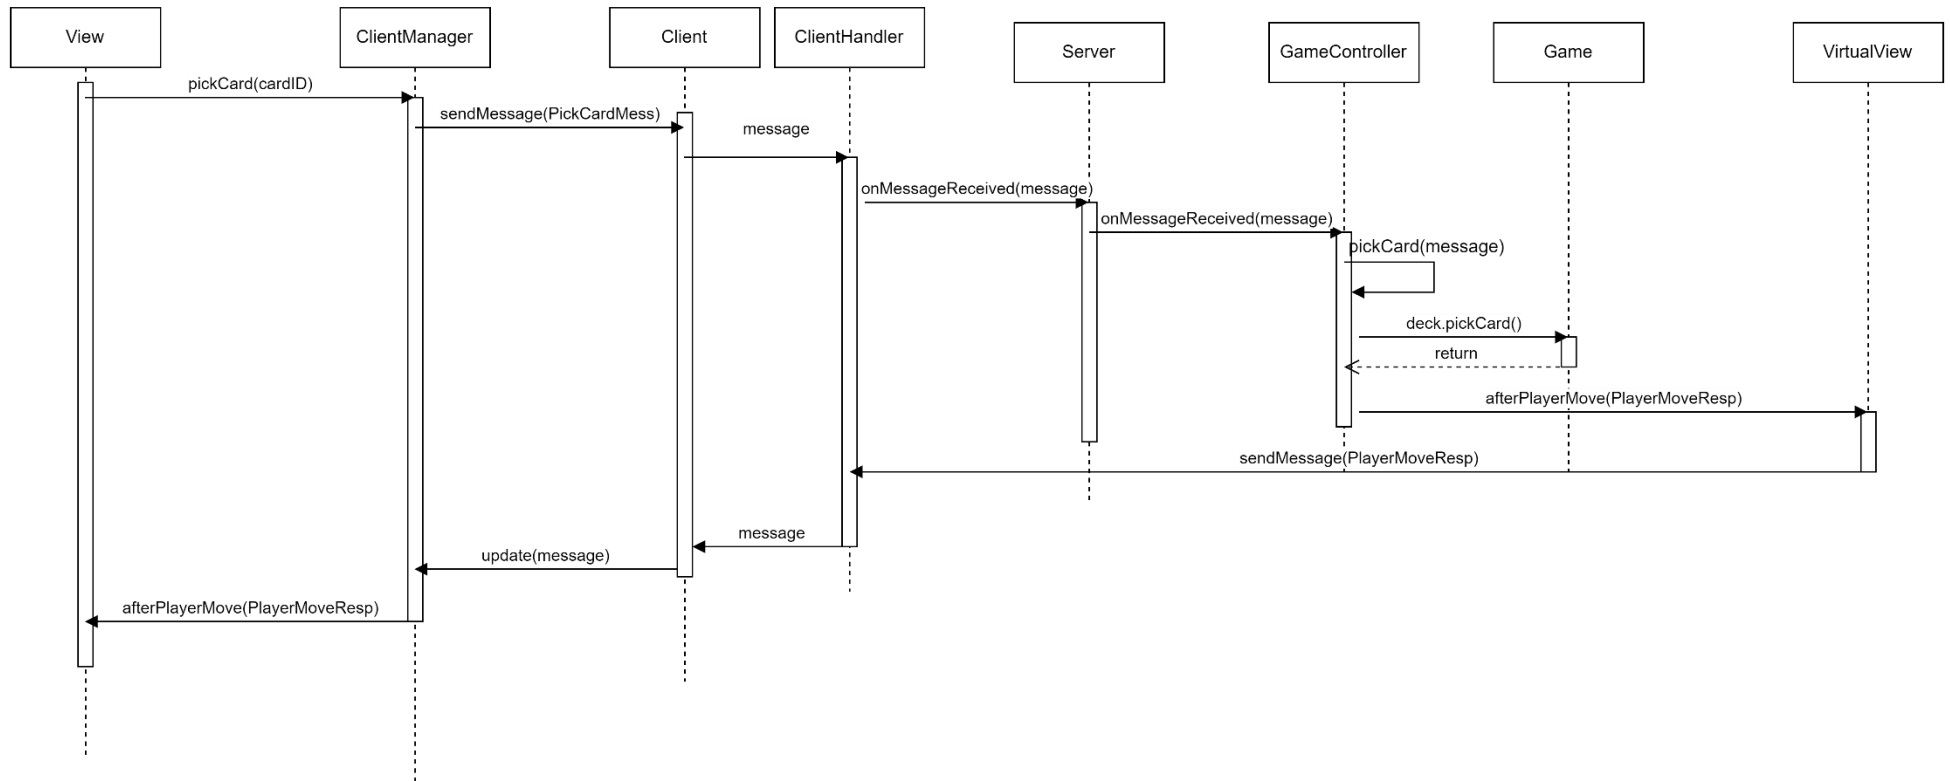 View
ClientManager
Client
ClientHandler
Server
GameController
Game
VirtualView
pickCard(cardID)
sendMessage(PickCardMess)
message
onMessageReceived(message)
onMessageReceived(message)
pickCard(message)
deck.pickCard()
return
afterPlayerMove(PlayerMoveResp)
sendMessage(PlayerMoveResp)
message
update(message)
afterPlayerMove(PlayerMoveResp)